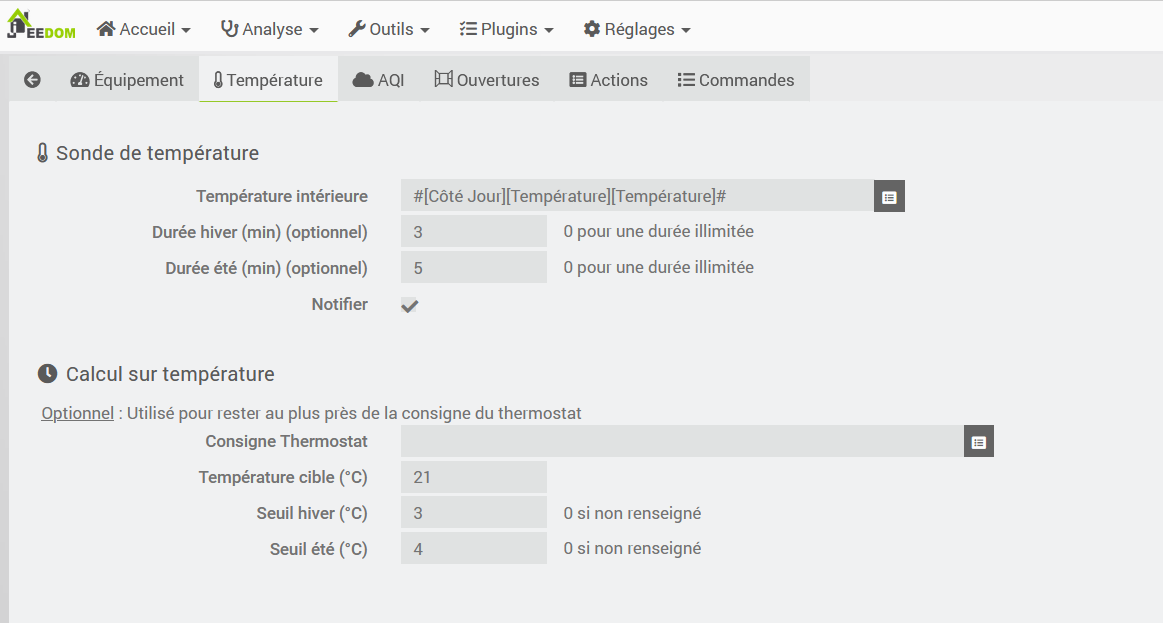 JEEDOM Accueil Analyse Outils Plugins Réglages
Équipement Température AQI Ouvertures Actions Commandes
Sonde de température
Température intérieure #[Côté Jour][Température][Température]#
Durée hiver (min) (optionnel) 3 0 pour une durée illimitée
Durée été (min) (optionnel) 5 0 pour une durée illimitée
Notifier
Calcul sur température
Optionnel : Utilisé pour rester au plus près de la consigne du thermostat
Consigne Thermostat
Température cible (°C) 21
Seuil hiver (°C) 3 0 si non renseigné
Seuil été (°C) 4 0 si non renseigné